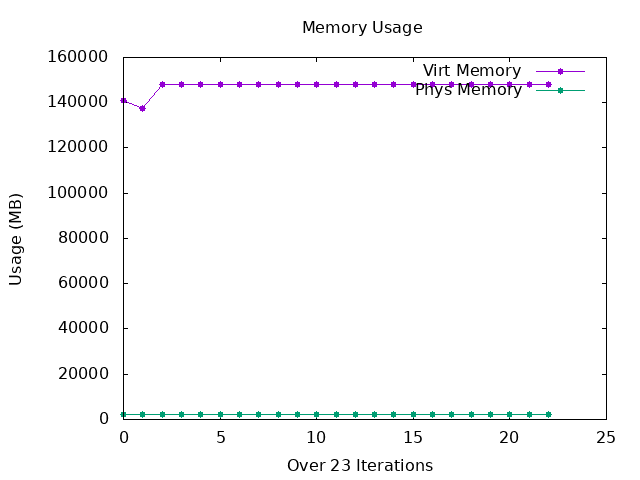 Memory Usage
160000
140000
120000
100000
80000
60000
40000
20000
0
Usage (MB)
Virt Memory
Phys Memory
0 5 10 15 20 25
Over 23 Iterations